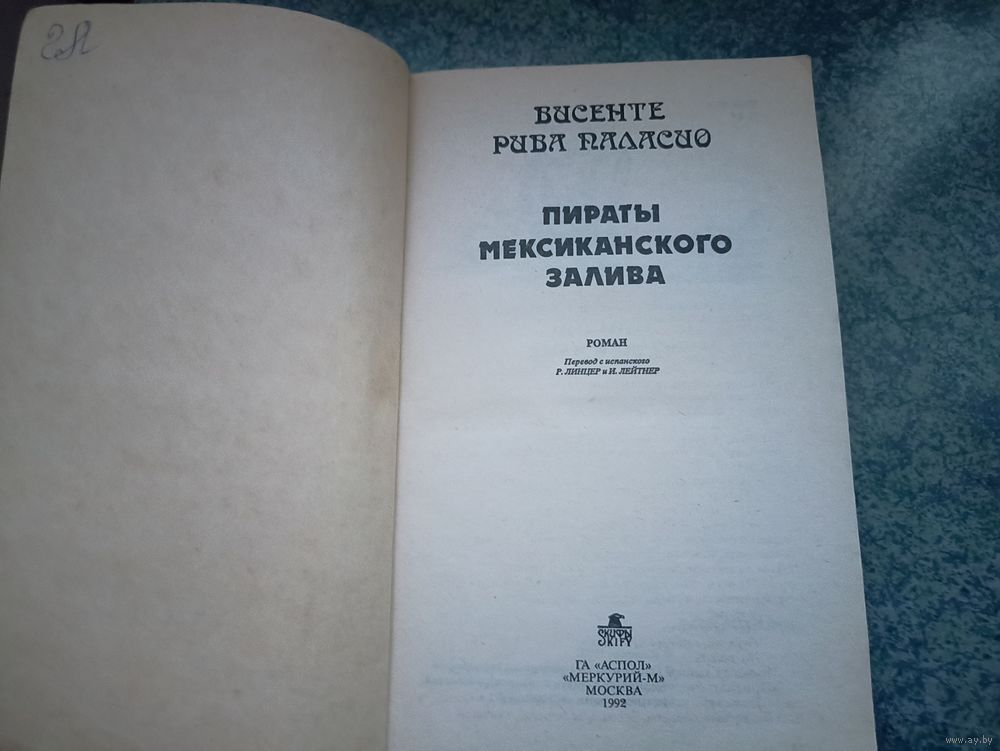 ВИСЕНТЕ
РИВА ПАЛАСИО
ПИРАТЫ
МЕКСИКАНСКОГО
ЗАЛИВА
РОМАН
Перевод с испанского
Р. ЛИНЦЕР и И. ЛЕЙТНЕР
СКИФЫ
SKIFY
ГА «АСПОЛ»
«МЕРКУРИЙ-М»
МОСКВА
1992
www.ay.by